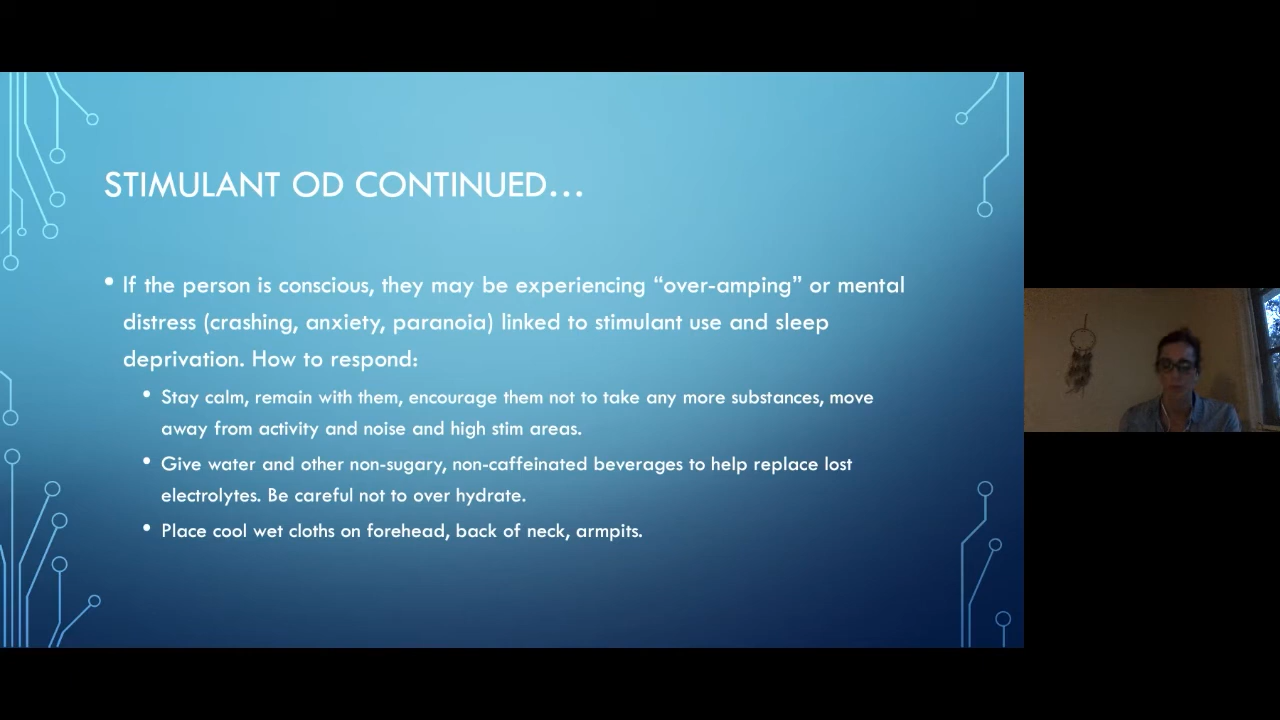 STIMULANT OD CONTINUED...
• If the person is conscious, they may be experiencing “over-amping” or mental
distress (crashing, anxiety, paranoia) linked to stimulant use and sleep
deprivation. How to respond:
• Stay calm, remain with them, encourage them not to take any more substances, move
away from activity and noise and high stim areas.
• Give water and other non-sugary, non-caffeinated beverages to help replace lost
electrolytes. Be careful not to over hydrate.
• Place cool wet cloths on forehead, back of neck, armpits.